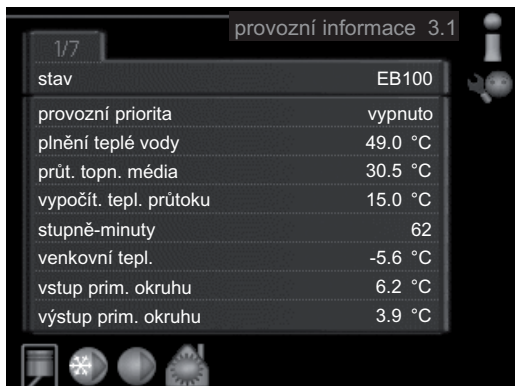 provozní informace 3.1
1/7
stav EB100
provozní priorita vypnuto
plnění teplé vody 49.0 °C
průt. topn. média 30.5 °C
vypočít. tepl. průtoku 15.0 °C
stupně-minuty 62
venkovní tepl. -5.6 °C
vstup prim. okruhu 6.2 °C
výstup prim. okruhu 3.9 °C